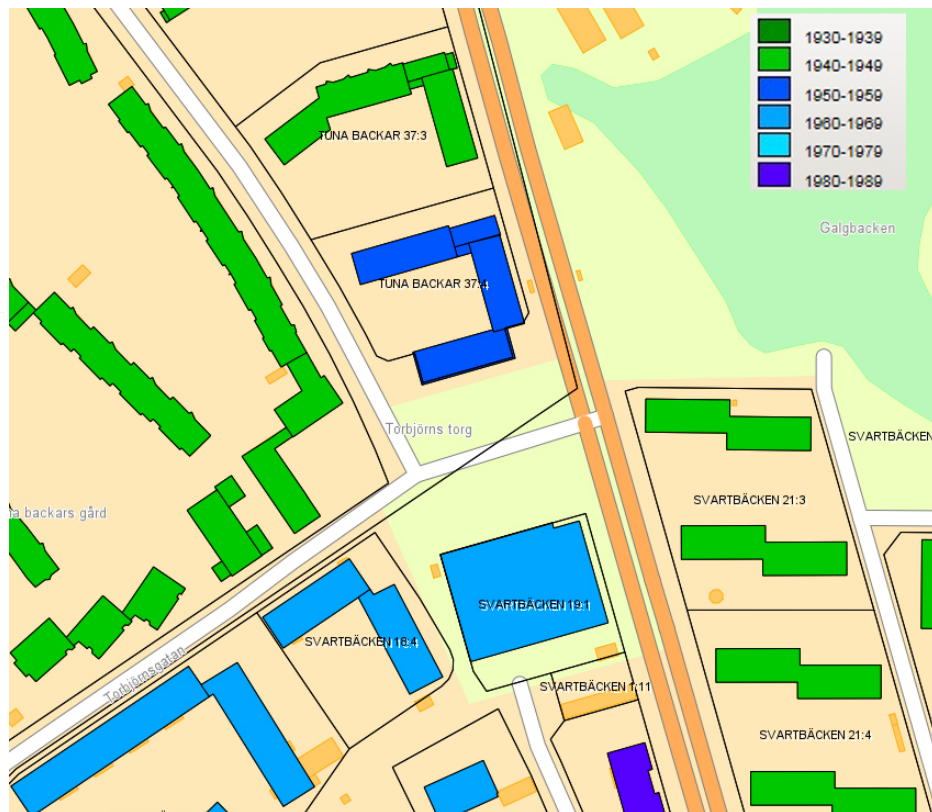 1930-1939
1940-1949
1950-1959
1960-1969
1970-1979
1980-1989
TUNA BACKAR 37:3
Galgbacken
TUNA BACKAR 37:4
Torbjörns torg
SVARTBÄCKEN
SVARTBÄCKEN 21:3
na backars gård
SVARTBÄCKEN 19:1
SVARTBÄCKEN 18:4
Torbjörnsgatan
SVARTBÄCKEN 1:11
SVARTBÄCKEN 21:4